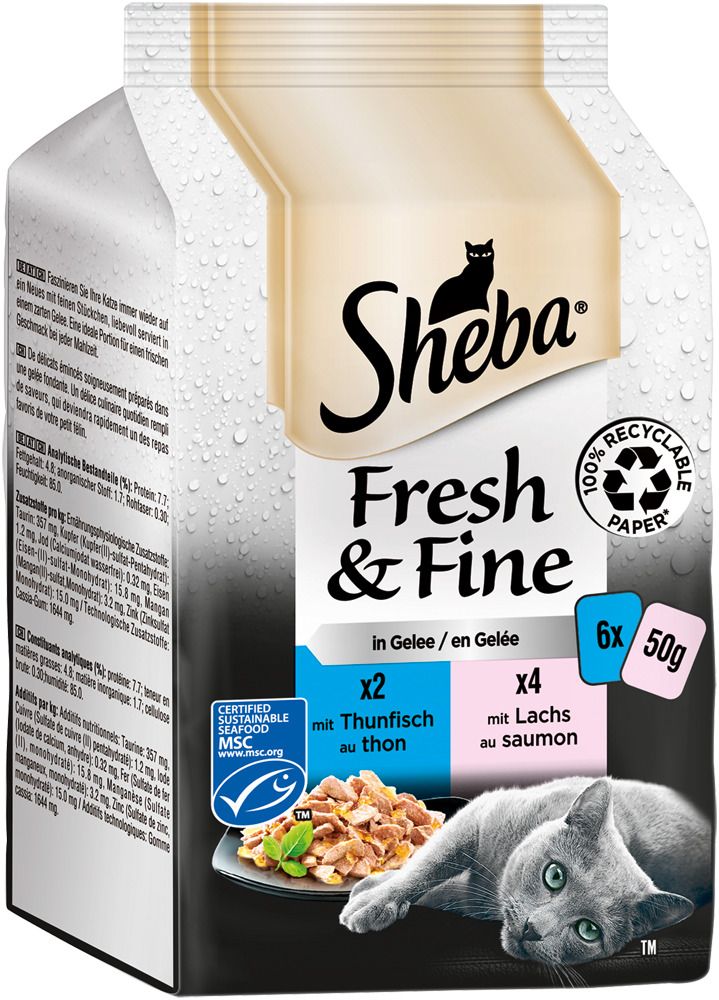 Sheba®
Fresh
& Fine
100% RECYCLABLE
PAPER*
in Gelee / en Gelée
6x
50g
x2
mit Thunfisch
au thon
x4
mit Lachs
au saumon
CERTIFIED
SUSTAINABLE
SEAFOOD
MSC
www.msc.org
TM
TM
DE AT CH Faszinieren Sie Ihre Katze immer wieder auf
ein Neues mit feinen Stückchen, liebevoll serviert in
einem zarten Gelee. Eine ideale Portion für einen frischen
Geschmack bei jeder Mahlzeit.
CH De délicats émincés soigneusement préparés dans
une gelée fondante. Un délice culinaire quotidien rempli
de saveurs, qui deviendra rapidement un des repas
favoris de votre petit félin.
DE AT CH Analytische Bestandteile (%): Protein: 7.7;
Fettgehalt: 4.8; anorganischer Stoff: 1.7; Rohfaser: 0.30;
Feuchtigkeit: 85.0.
Zusatzstoffe pro kg: Ernährungsphysiologische Zusatzstoffe:
Taurin: 357 mg, Kupfer (Kupfer(II)-sulfat-Pentahydrat):
1.2 mg, Jod (Calciumjodat wasserfrei): 0.32 mg, Eisen
(Eisen-(II)-sulfat-Monohydrat): 15.8 mg, Mangan
(Mangan(II)-sulfat, Monohydrat): 3.2 mg, Zink (Zinksulfat
Monohydrat): 15.0 mg / Technologische Zusatzstoffe:
Cassia-Gum: 1644 mg.
CH Constituants analytiques (%): protéine: 7.7; teneur en
matières grasses: 4.8; matière inorganique: 1.7; cellulose
brute: 0.30; humidité: 85.0.
Additifs par kg: Additifs nutritionnels: Taurine: 357 mg,
Cuivre (Sulfate de cuivre (II) pentahydraté): 1.2 mg, Iode
(Iodate de calcium, anhydre): 0.32 mg, Fer (Sulfate de fer
(II), monohydraté): 15.8 mg, Manganèse (Sulfate
manganeux, monohydraté): 3.2 mg, Zinc (Sulfate de zinc,
monohydraté): 15.0 mg / Additifs technologiques: Gomme
cassia: 1644 mg.